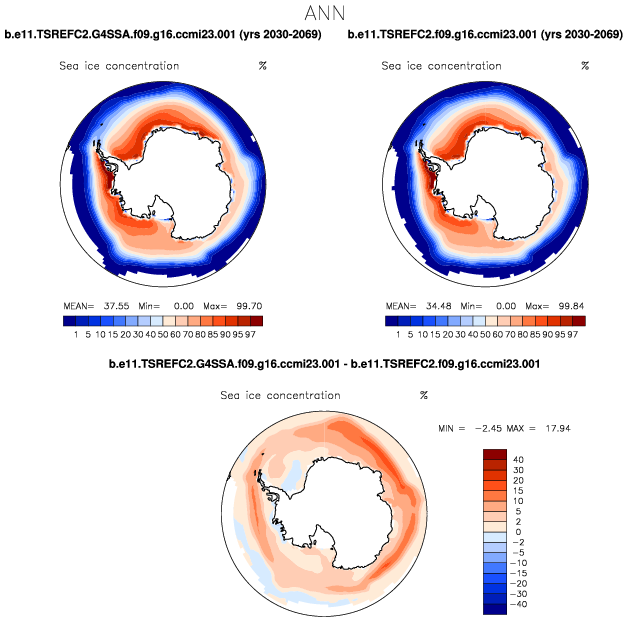 ANN
b.e11.TSREFC2.G4SSA.f09.g16.ccmi23.001 (yrs 2030-2069)
b.e11.TSREFC2.f09.g16.ccmi23.001 (yrs 2030-2069)
Sea ice concentration %
Sea ice concentration %
MEAN= 37.55 Min= 0.00 Max= 99.70
MEAN= 34.48 Min= 0.00 Max= 99.84
1 5 10 15 20 30 40 50 60 70 80 85 90 95 97
1 5 10 15 20 30 40 50 60 70 80 85 90 95 97
b.e11.TSREFC2.G4SSA.f09.g16.ccmi23.001 - b.e11.TSREFC2.f09.g16.ccmi23.001
Sea ice concentration %
MIN = -2.45 MAX = 17.94
40
30
20
15
10
5
2
0
-2
-5
-10
-15
-20
-30
-40